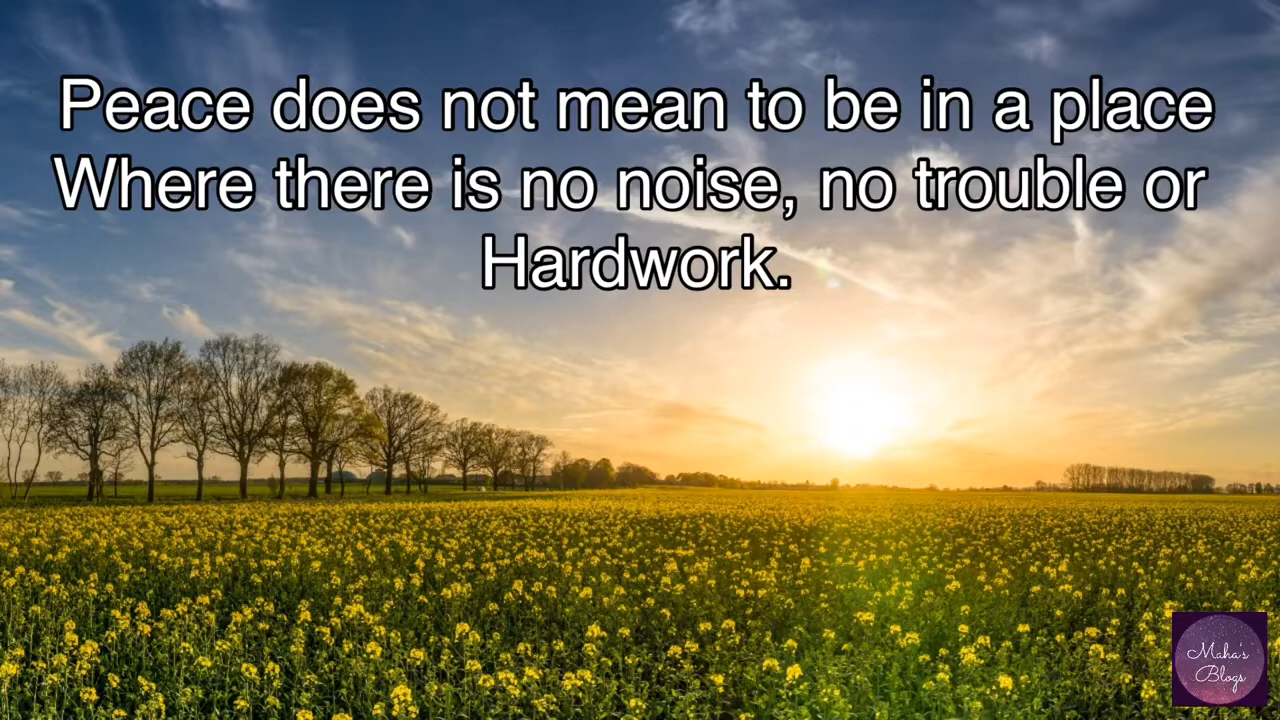 Peace does not mean to be in a place
Where there is no noise, no trouble or
Hardwork.
Maha's
Blogs